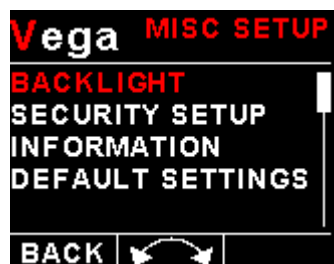 Vega MISC SETUP
BACKLIGHT
SECURITY SETUP
INFORMATION
DEFAULT SETTINGS
BACK